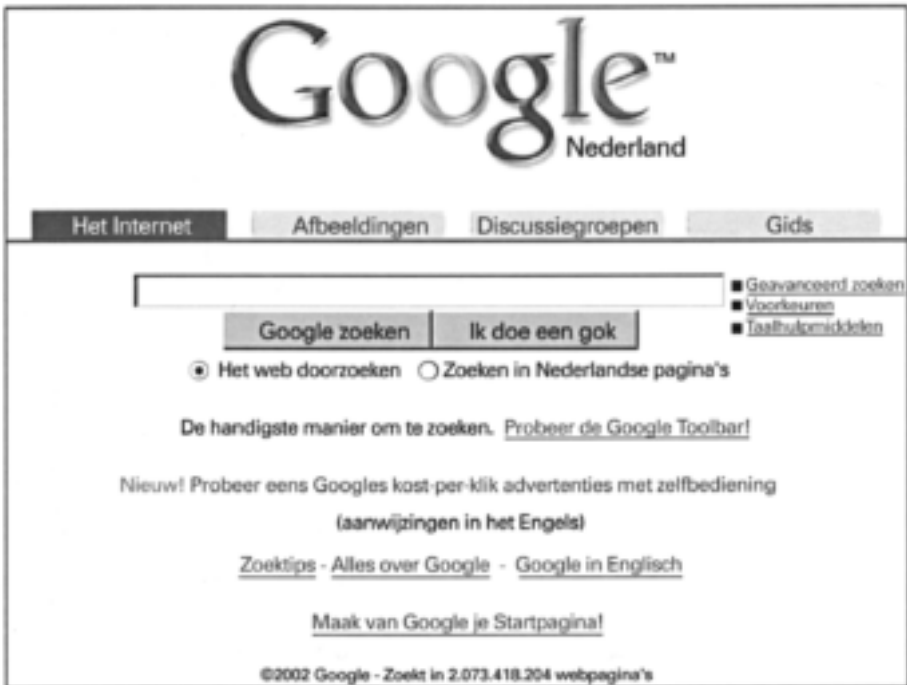 Google™
Nederland
Het Internet Afbeeldingen Discussiegroepen Gids
Geavanceerd zoeken
Voorkeuren
Taalhulpmiddelen
Google zoeken Ik doe een gok
Het web doorzoeken Zoeken in Nederlandse pagina's
De handigste manier om te zoeken. Probeer de Google Toolbar!
Nieuw! Probeer eens Googles kost-per-klik advertenties met zelfbediening
(aanwijzingen in het Engels)
Zoektips - Alles over Google - Google in Englisch
Maak van Google je Startpagina!
©2002 Google - Zoekt in 2.073.418.204 webpagina's